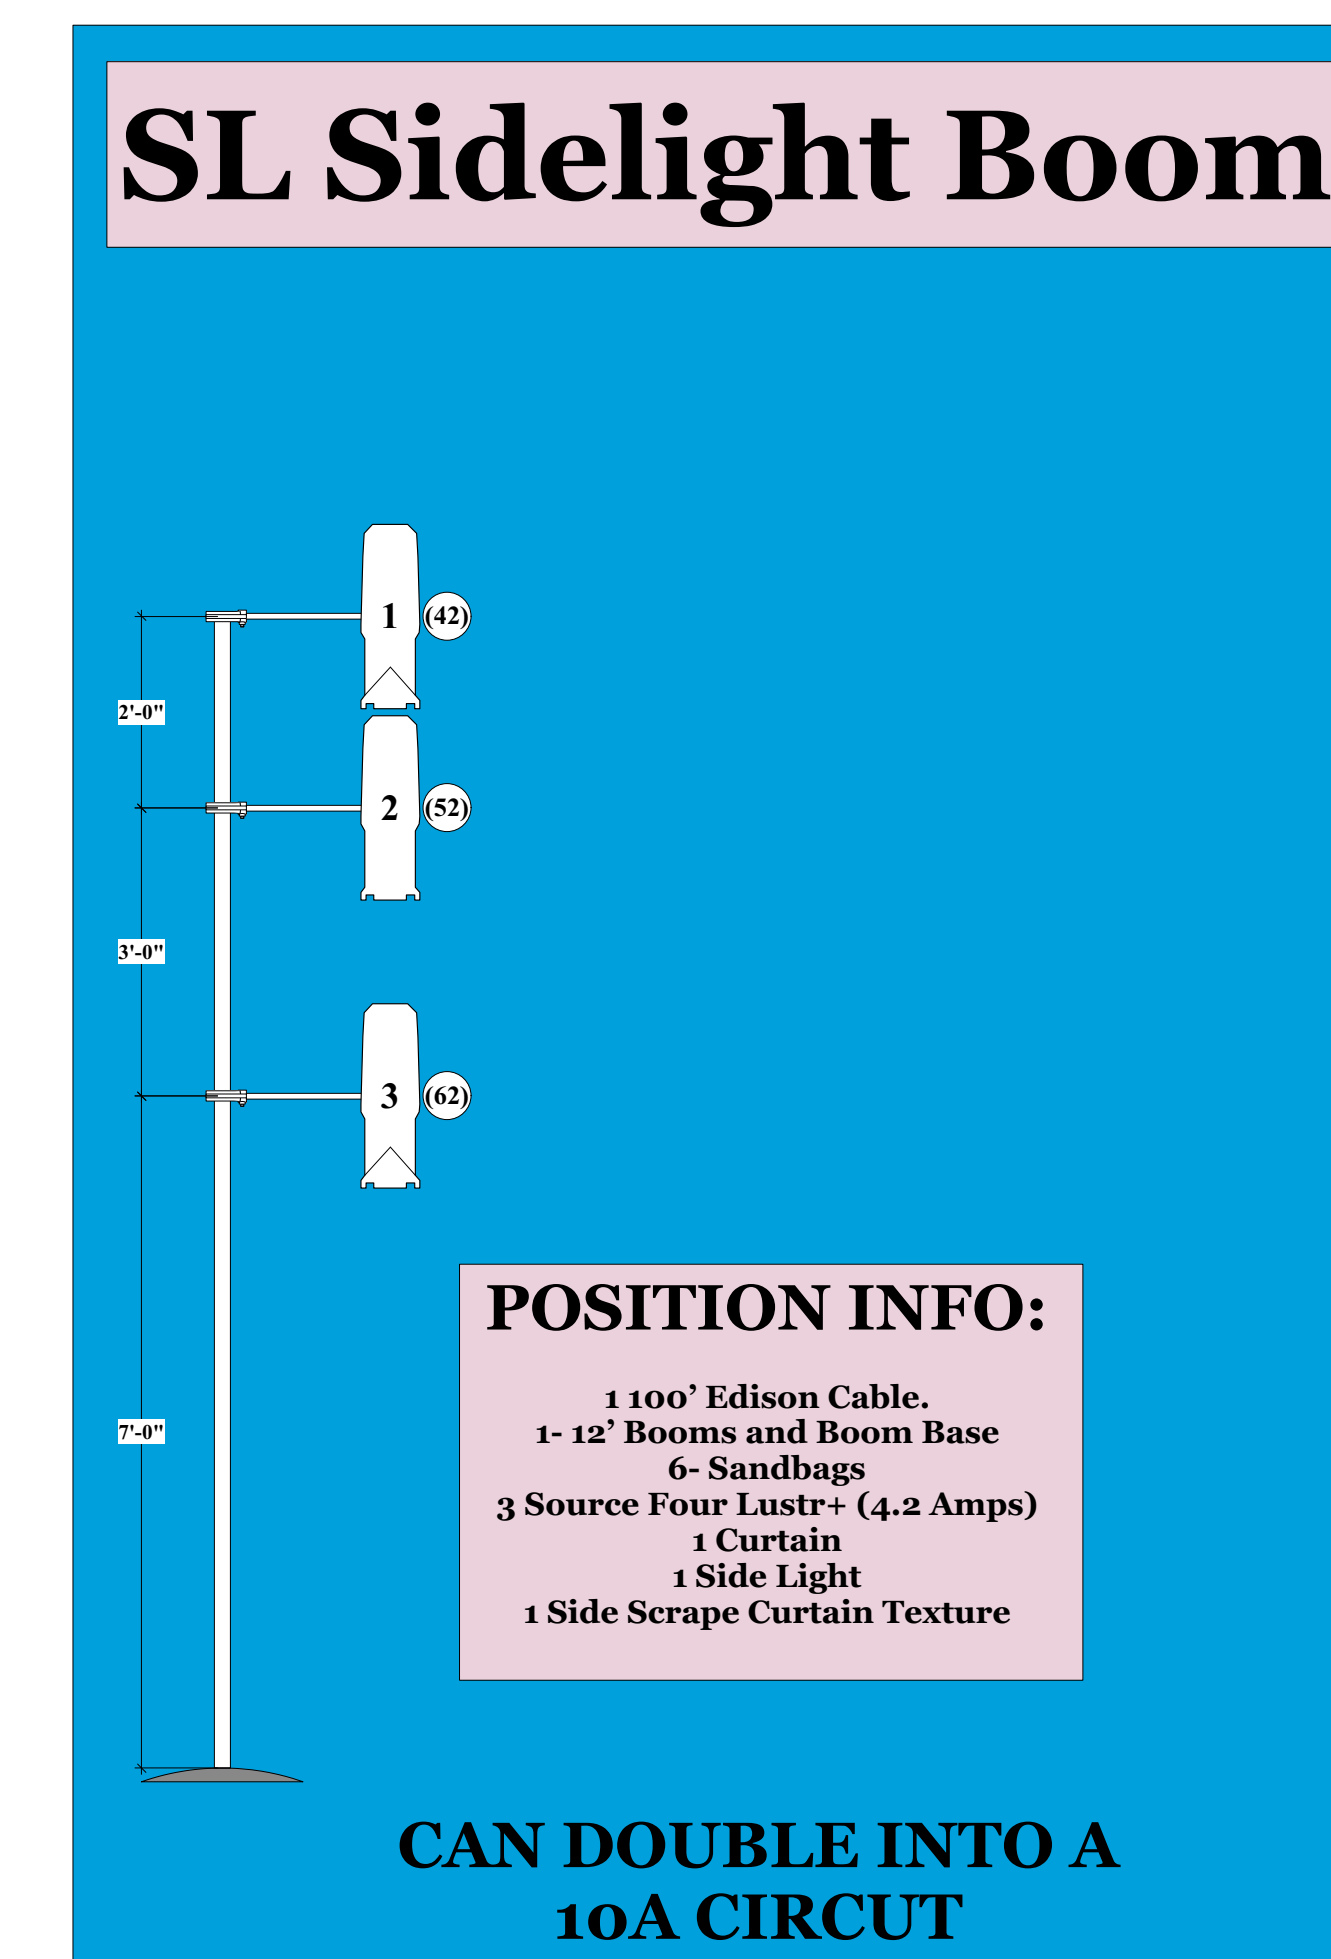 SL Sidelight Boom
1 (42)
2'-0"
2 (52)
3'-0"
3 (62)
POSITION INFO:
1 100’ Edison Cable.
1- 12’ Booms and Boom Base
7'-0"
6- Sandbags
3 Source Four Lustr+ (4.2 Amps)
1 Curtain
1 Side Light
1 Side Scrape Curtain Texture
CAN DOUBLE INTO A
10A CIRCUT